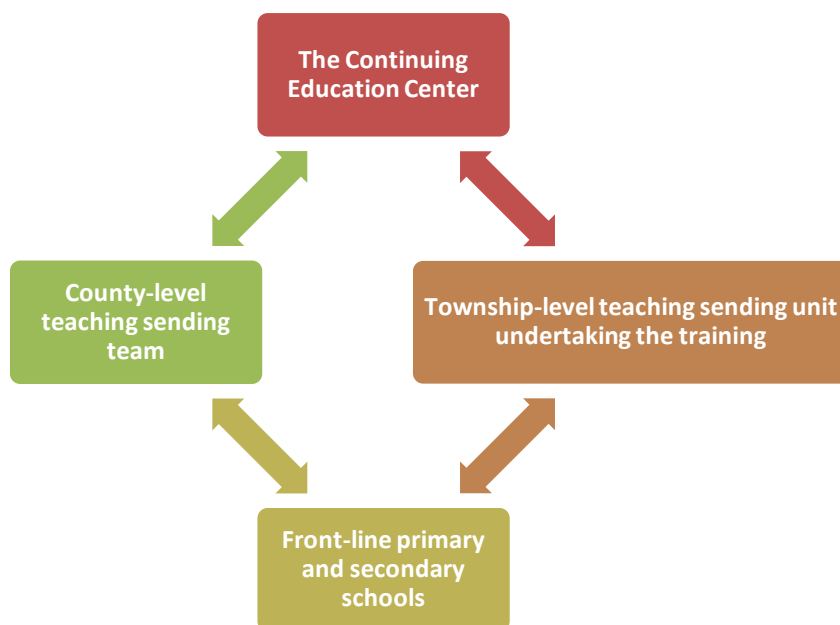 The Continuing
Education Center
County-level
teaching sending
team
Township-level teaching sending unit
undertaking the training
Front-line primary
and secondary
schools